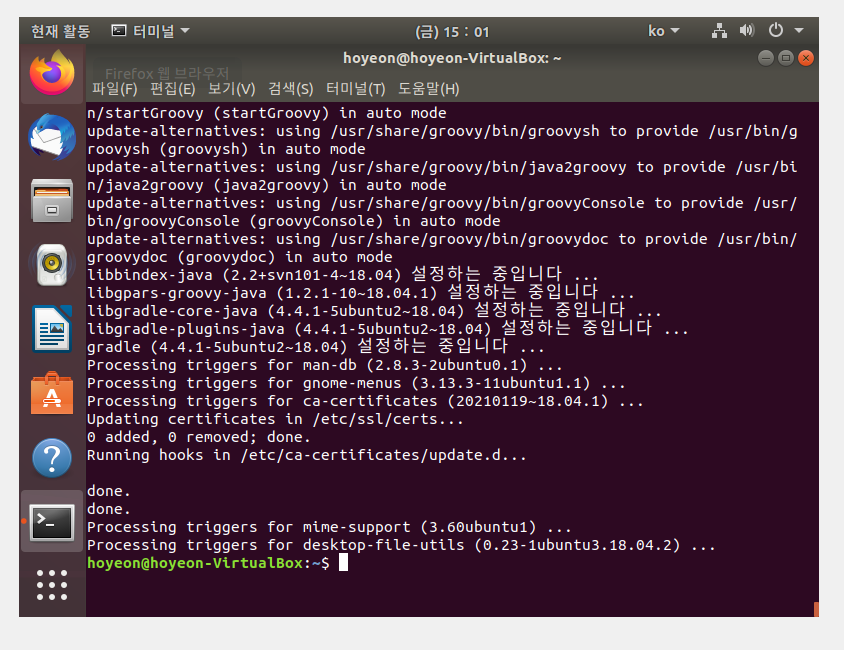 현재 활동
터미널
(금) 15 : 01
ko
hoyeon@hoyeon-VirtualBox: ~
Firefox 웹 브라우저
파일(F) 편집(E) 보기(V) 검색(S) 터미널(T) 도움말(H)
n/startGroovy (startGroovy) in auto mode
update-alternatives: using /usr/share/groovy/bin/groovysh to provide /usr/bin/g
roovysh (groovysh) in auto mode
update-alternatives: using /usr/share/groovy/bin/java2groovy to provide /usr/bi
n/java2groovy (java2groovy) in auto mode
update-alternatives: using /usr/share/groovy/bin/groovyConsole to provide /usr/
bin/groovyConsole (groovyConsole) in auto mode
update-alternatives: using /usr/share/groovy/bin/groovydoc to provide /usr/bin/
groovydoc (groovydoc) in auto mode
libbindex-java (2.2+svn101-4~18.04) 설정하는 중입니다 ...
libgpars-groovy-java (1.2.1-10~18.04.1) 설정하는 중입니다 ...
libgradle-core-java (4.4.1-5ubuntu2~18.04) 설정하는 중입니다 ...
libgradle-plugins-java (4.4.1-5ubuntu2~18.04) 설정하는 중입니다 ...
gradle (4.4.1-5ubuntu2~18.04) 설정하는 중입니다 ...
Processing triggers for man-db (2.8.3-2ubuntu0.1) ...
Processing triggers for gnome-menus (3.13.3-11ubuntu1.1) ...
Processing triggers for ca-certificates (20210119~18.04.1) ...
Updating certificates in /etc/ssl/certs...
0 added, 0 removed; done.
Running hooks in /etc/ca-certificates/update.d...
done.
done.
Processing triggers for mime-support (3.60ubuntu1) ...
Processing triggers for desktop-file-utils (0.23-1ubuntu3.18.04.2) ...
hoyeon@hoyeon-VirtualBox:~$